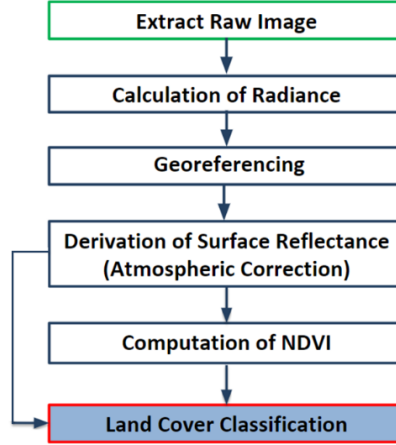 Extract Raw Image
Calculation of Radiance
Georeferencing
Derivation of Surface Reflectance
(Atmospheric Correction)
Computation of NDVI
Land Cover Classification